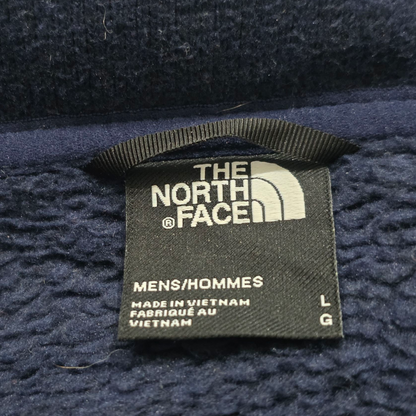 THE
NORTH
® FACE
MENS/HOMMES
MADE IN VIETNAM L
FABRIQUÉ AU
VIETNAM G